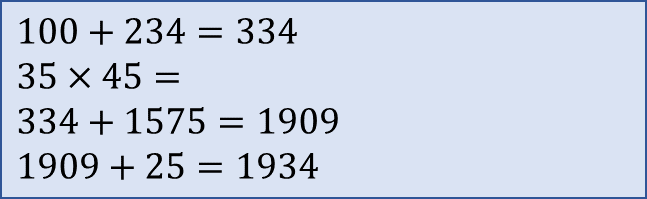 100 + 234 = 334
35 × 45 =
334 + 1575 = 1909
1909 + 25 = 1934